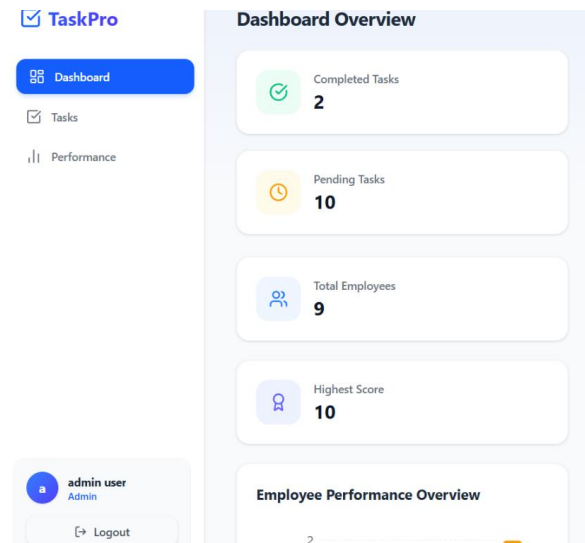 TaskPro
Dashboard
Tasks
Performance
a
admin user
Admin
Logout
Dashboard Overview
Completed Tasks
2
Pending Tasks
10
Total Employees
9
Highest Score
10
Employee Performance Overview
2